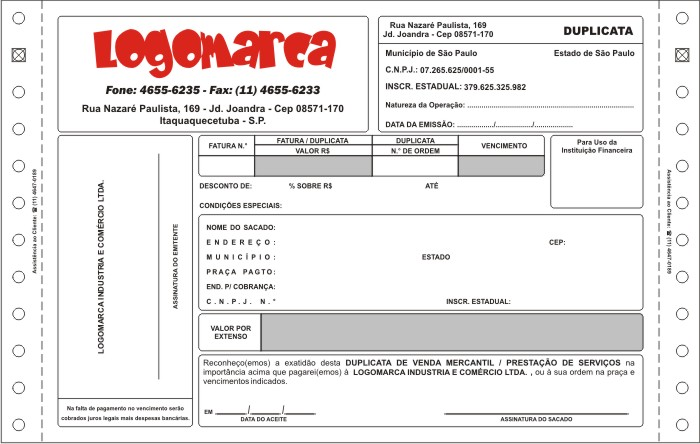 Logomarca
Fone: 4655-6235 - Fax: (11) 4655-6233
Rua Nazaré Paulista, 169 - Jd. Joandra - Cep 08571-170
Itaquaquecetuba - S.P.
Rua Nazaré Paulista, 169
Jd. Joandra - Cep 08571-170
DUPLICATA
Município de São Paulo Estado de São Paulo
C.N.P.J.: 07.265.625/0001-55
INSCR. ESTADUAL: 379.625.325.982
Natureza da Operação:
DATA DA EMISSÃO: ......../......../........
Assistência ao Cliente: ☎ (11) 4647-0189
LOGOMARCA INDUSTRIA E COMÉRCIO LTDA.
ASSINATURA DO EMITENTE
Na falta de pagamento no vencimento serão
cobrados juros legais mais despesas bancárias.
FATURA N.° FATURA / DUPLICATA DUPLICATA VENCIMENTO
VALOR R$ N.° DE ORDEM
Para Uso da
Instituição Financeira
DESCONTO DE: % SOBRE R$ ATÉ
CONDIÇÕES ESPECIAIS:
NOME DO SACADO:
ENDEREÇO: CEP:
MUNICÍPIO: ESTADO
PRAÇA PAGTO:
END. P/ COBRANÇA:
C.N.P.J. N.° INSCR. ESTADUAL:
VALOR POR
EXTENSO
Reconheço(emos) a exatidão desta DUPLICATA DE VENDA MERCANTIL / PRESTAÇÃO DE SERVIÇOS na
importância acima que pagarei(emos) à LOGOMARCA INDUSTRIA E COMÉRCIO LTDA. , ou à sua ordem na praça e
vencimentos indicados.
EM ____/____/____
DATA DO ACEITE ASSINATURA DO SACADO
Assistência ao Cliente: ☎ (11) 4647-0189